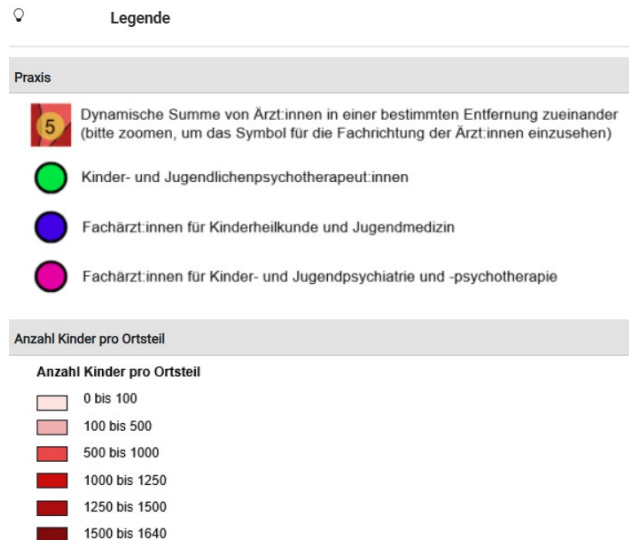 Legende
Praxis
5
Dynamische Summe von Ärzt:innen in einer bestimmten Entfernung zueinander
(bitte zoomen, um das Symbol für die Fachrichtung der Ärzt:innen einzusehen)
Kinder- und Jugendlichenpsychotherapeut:innen
Fachärzt:innen für Kinderheilkunde und Jugendmedizin
Fachärzt:innen für Kinder- und Jugendpsychiatrie und -psychotherapie
Anzahl Kinder pro Ortsteil
Anzahl Kinder pro Ortsteil
0 bis 100
100 bis 500
500 bis 1000
1000 bis 1250
1250 bis 1500
1500 bis 1640